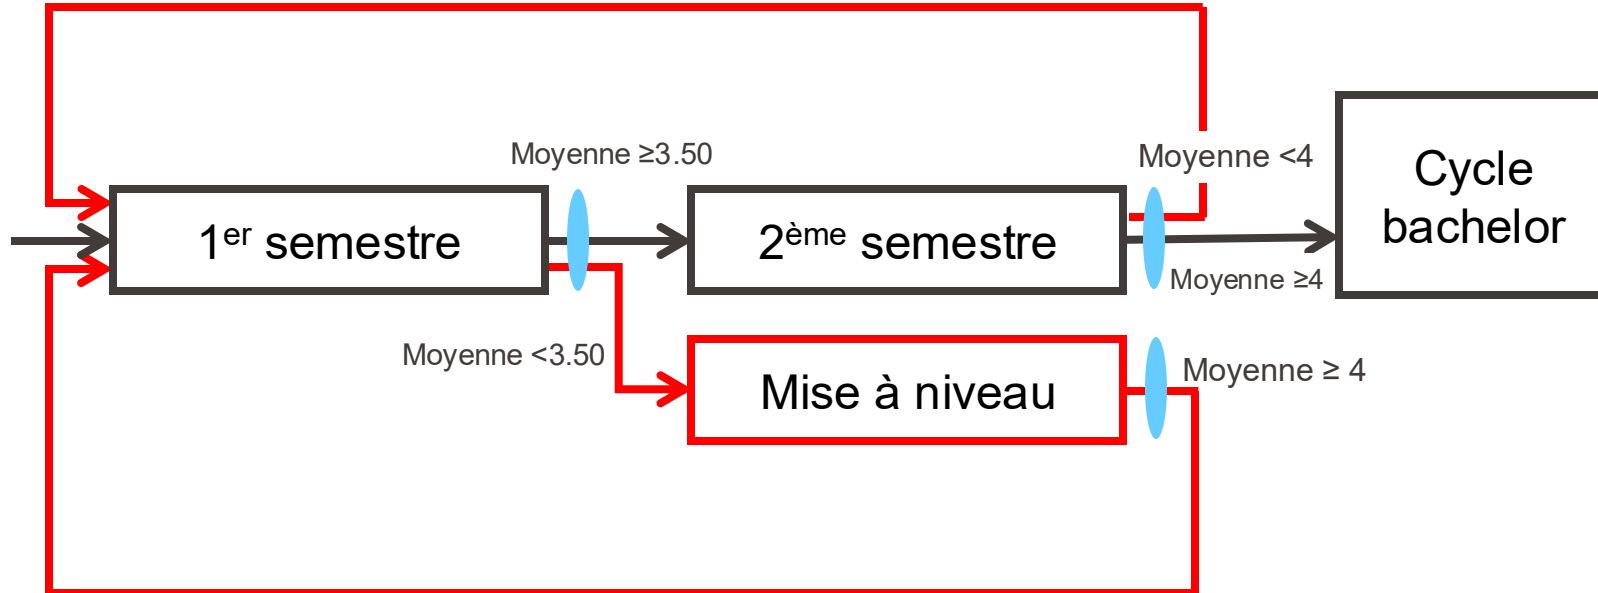 Moyenne ≥3.50
Moyenne <4
1er semestre
2ème semestre
Cycle
bachelor
Moyenne ≥4
Moyenne <3.50
Mise à niveau
Moyenne ≥ 4